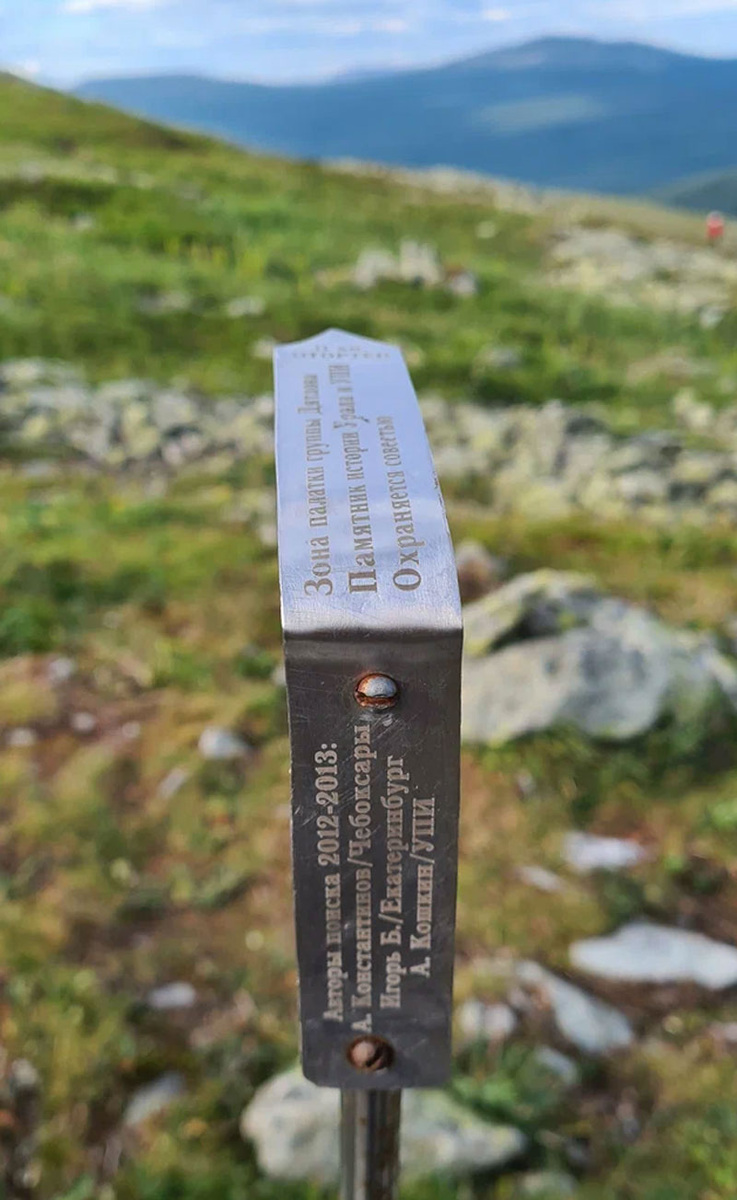 ОТОРТЕН
Зона палатки группы Дятлова
Памятник истории Урала и УПИ
Охраняется совестью
Авторы поиска 2012-2013:
А. Константинов/Чебоксары
Игорь Б./Екатеринбург
А. Кошкин/УПИ